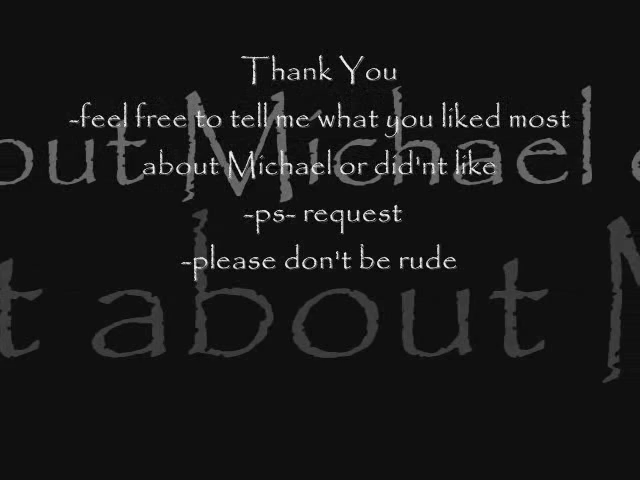 Thank You
-feel free to tell me what you liked most
about Michael or did'nt like
-ps- request
-please don't be rude
out Michael
t about M